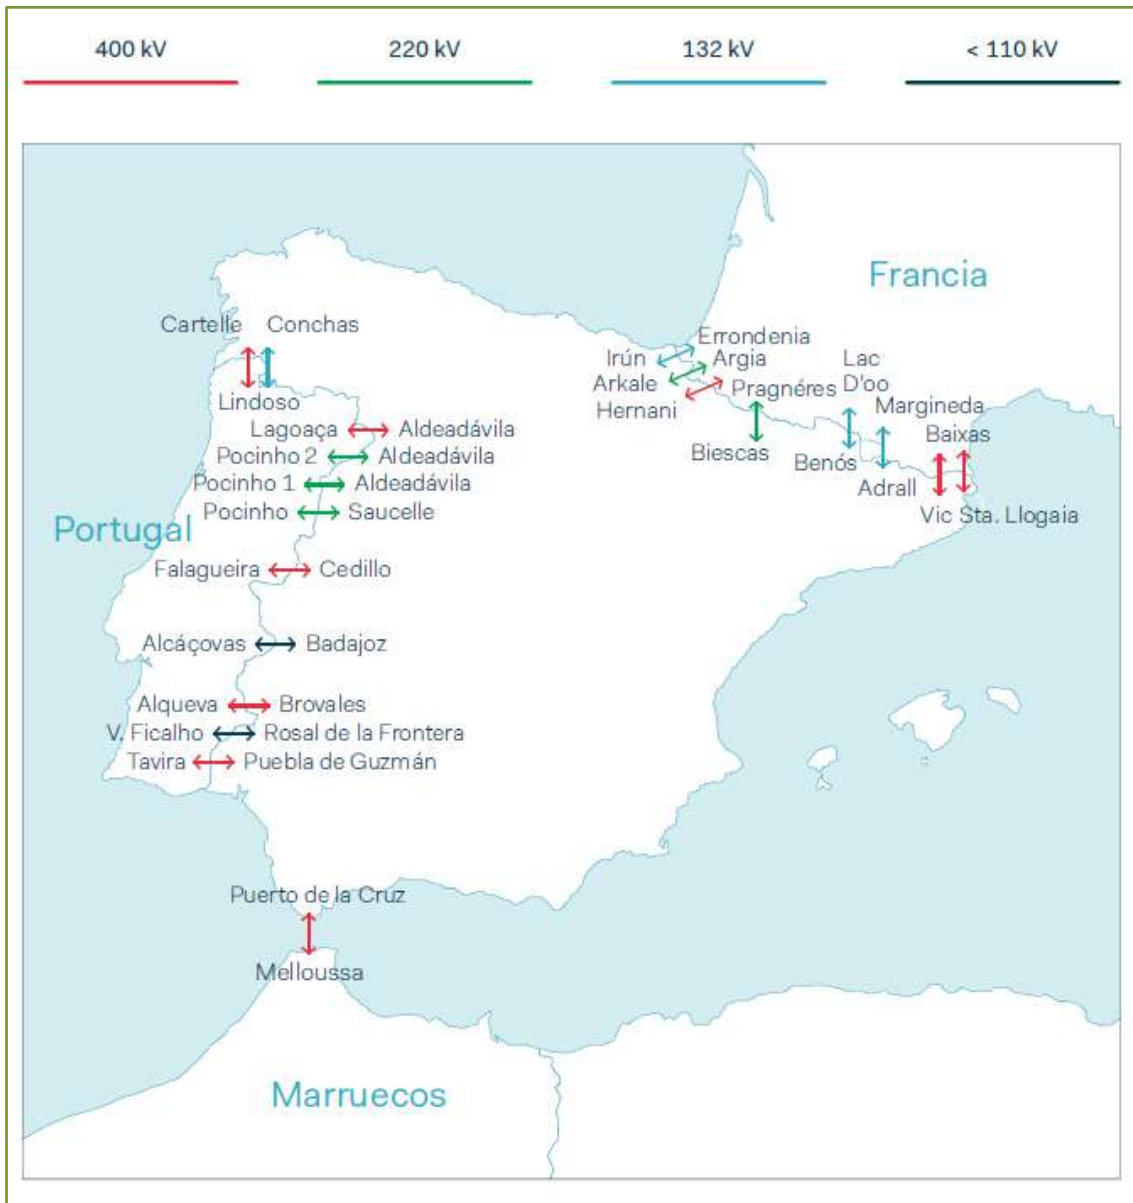 400 kV
220 kV
132 kV
< 110 kV
Francia
Cartelle
Conchas
Errondenia
Irún
Argia
Lac
D'oo
Arkale
Pragnéres
Hernani
Margineda
Lindoso
Lagoaça
Aldeadávila
Baixas
Biescas
Pocinho 2
Aldeadávila
Benós
Pocinho 1
Aldeadávila
Adrall
Pocinho
Saucelle
Vic Sta. Llogaia
Portugal
Falagueira
Cedillo
Alcáçovas
Badajoz
Alqueva
Brovales
V. Ficalho
Rosal de la Frontera
Tavira
Puebla de Guzmán
Puerto de la Cruz
Melloussa
Marruecos